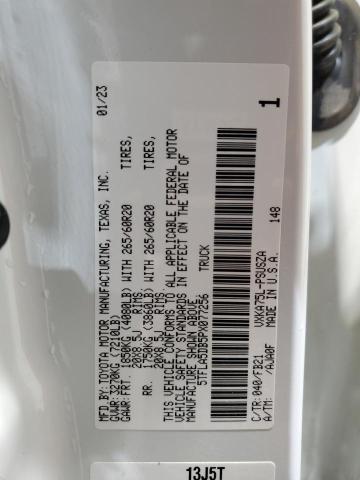 MFD.BY:TOYOTA MOTOR MANUFACTURING, TEXAS, INC. 01/23
GVWR:3270KG (7210LB)
GAWR:FRT. 1850KG (4080LB) WITH 265/60R20 TIRES,
20X8.5J RIMS,
RR. 1750KG (3860LB) WITH 265/60R20 TIRES,
20X8.5J RIMS,
THIS VEHICLE CONFORMS TO ALL APPLICABLE FEDERAL MOTOR
VEHICLE SAFETY STANDARDS IN EFFECT ON THE DATE OF
MANUFACTURE SHOWN ABOVE.
5TFLA5DB5PX077256 TRUCK
C/TR:040/FB21 VXKA75L-PSUSZA
A/TM: /AJA0F MADE IN U.S.A.
148
1
13J5T